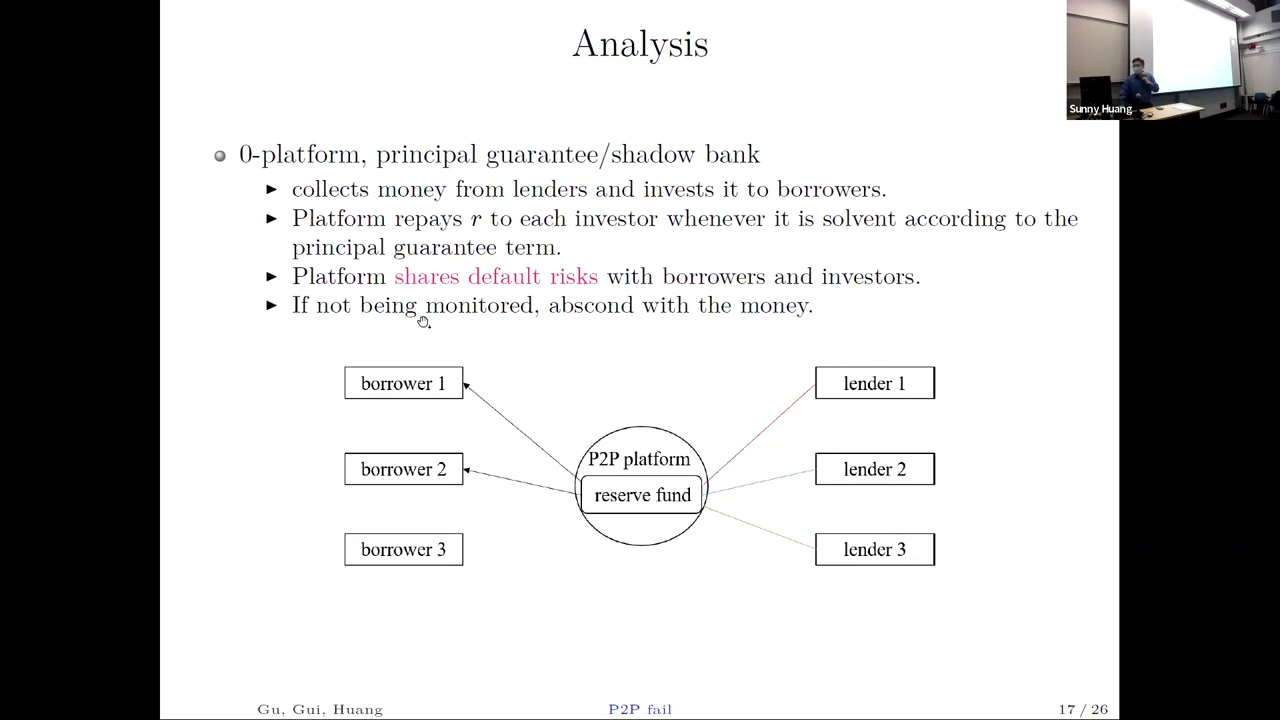 Analysis
Sunny Huang
0-platform, principal guarantee/shadow bank
collects money from lenders and invests it to borrowers.
Platform repays r to each investor whenever it is solvent according to the
principal guarantee term.
Platform shares default risks with borrowers and investors.
If not being monitored, abscond with the money.
borrower 1
lender 1
P2P platform
borrower 2
lender 2
reserve fund
borrower 3
lender 3
Gu, Gui, Huang
P2P fail
17 / 26